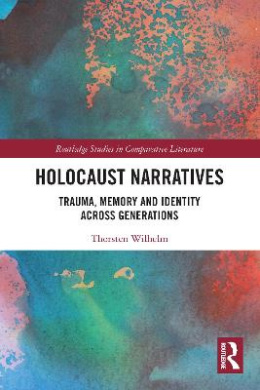 Routledge Studies in Comparative Literature
HOLOCAUST NARRATIVES
TRAUMA, MEMORY AND IDENTITY
ACROSS GENERATIONS
Thorsten Wilhelm
ROUTLEDGE